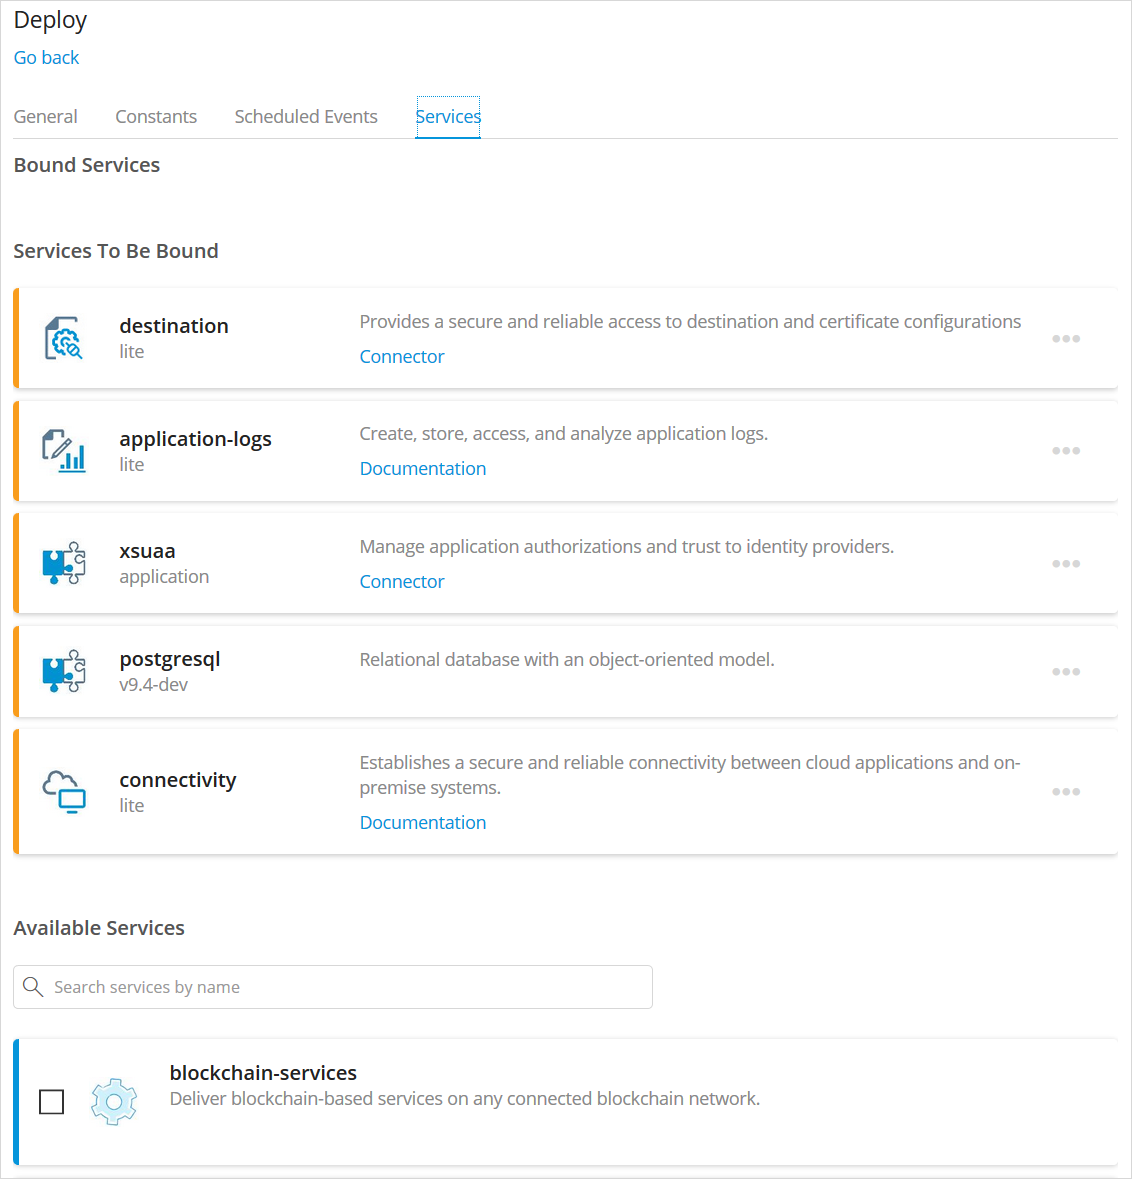 Deploy
Go back
General Constants Scheduled Events Services
Bound Services
Services To Be Bound
destination
lite
Provides a secure and reliable access to destination and certificate configurations
Connector
application-logs
lite
Create, store, access, and analyze application logs.
Documentation
xsuaa
application
Manage application authorizations and trust to identity providers.
Connector
postgresql
v9.4-dev
Relational database with an object-oriented model.
connectivity
lite
Establishes a secure and reliable connectivity between cloud applications and on-
premise systems.
Documentation
Available Services
Search services by name
blockchain-services
Deliver blockchain-based services on any connected blockchain network.